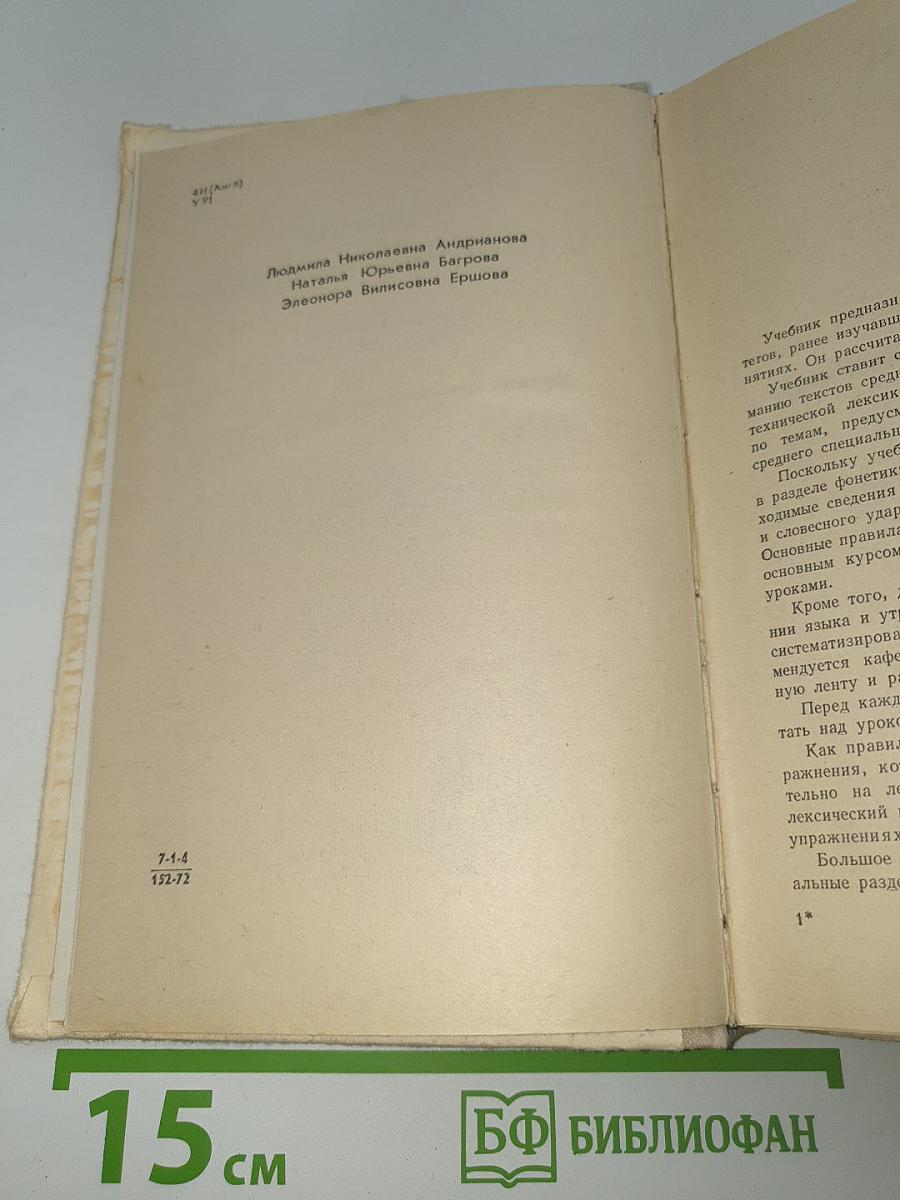 4И(Англ)
У 91
Людмила Николаевна Андрианова
Наталья Юрьевна Багрова
Элеонора Вилисовна Ершова
7-1-4
152-72
Учебник предназн
тегов, ранее изучавш
нятиях. Он рассчита
Учебник ставит с
манию текстов сред
технической лексик
по темам, предусм
среднего специальн
Поскольку учеб
в разделе фонетик
ходимые сведения
и словесного удар
Основные правила
основным курсом
уроками.
Кроме того, д
нии языка и утр
систематизирова
мендуется кафе
ную ленту и ра
Перед кажд
тать над уроко
Как правил
ражнения, кот
тельно на ле
лексический
упражнениях
Большое
альные разде
1*
15 см
БФ БИБЛИОФАН